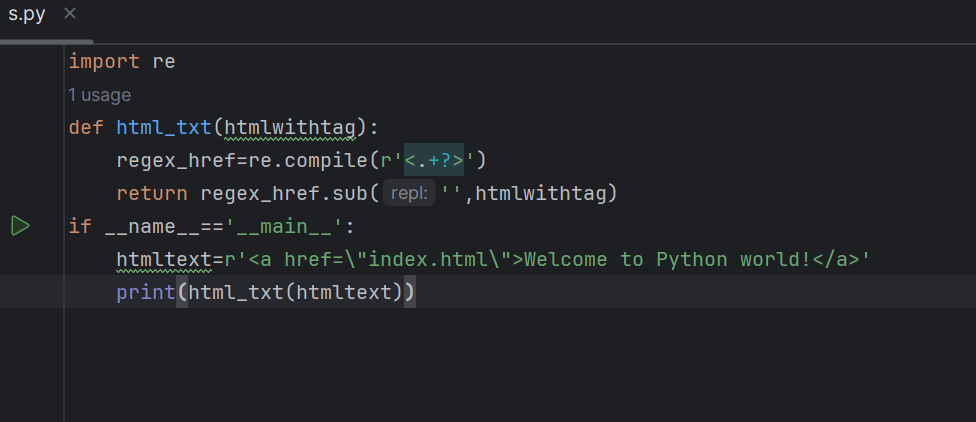 s.py ×
import re
1 usage
def html_txt(htmlwithtag):
    regex_href=re.compile(r'<.+?>')
    return regex_href.sub( repl: '',htmlwithtag)
if __name__=='__main__':
    htmltext=r'<a href=\"index.html\">Welcome to Python world!</a>'
    print(html_txt(htmltext))